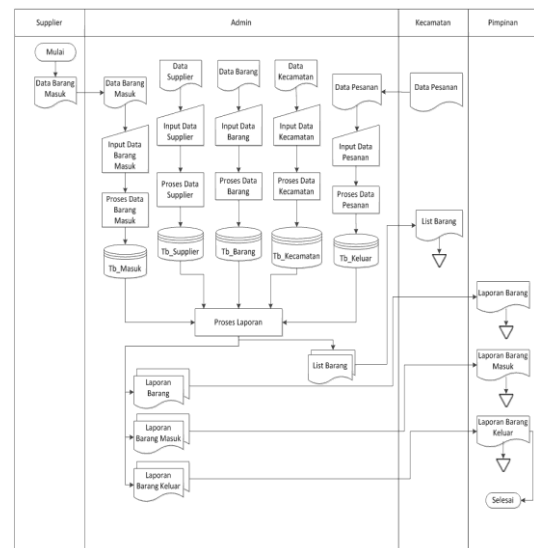 Supplier
Admin
Kecamatan
Pimpinan
Mulai
Data Barang
Masuk
Data Barang
Masuk
Data
Supplier
Data Barang
Data
Kecamatan
Data Pesanan
Data Pesanan
Input Data
Barang
Masuk
Input Data
Supplier
Input Data
Barang
Input Data
Kecamatan
Input Data
Pesanan
Proses Data
Barang
Masuk
Proses Data
Supplier
Proses Data
Barang
Proses Data
Kecamatan
Proses Data
Pesanan
List Barang
Tb_Masuk
Tb_Supplier
Tb_Barang
Tb_Kecamatan
Tb_Keluar
Laporan Barang
Proses Laporan
List Barang
Laporan Barang
Masuk
Laporan
Barang
Laporan
Barang Masuk
Laporan Barang
Keluar
Laporan
Barang Keluar
Selesai